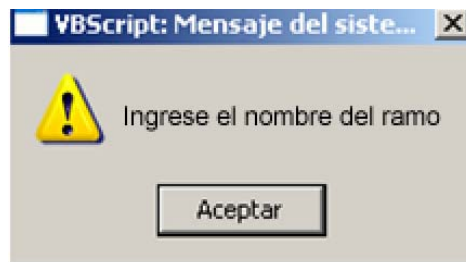 VBScript: Mensaje del siste...
Ingrese el nombre del ramo
Aceptar